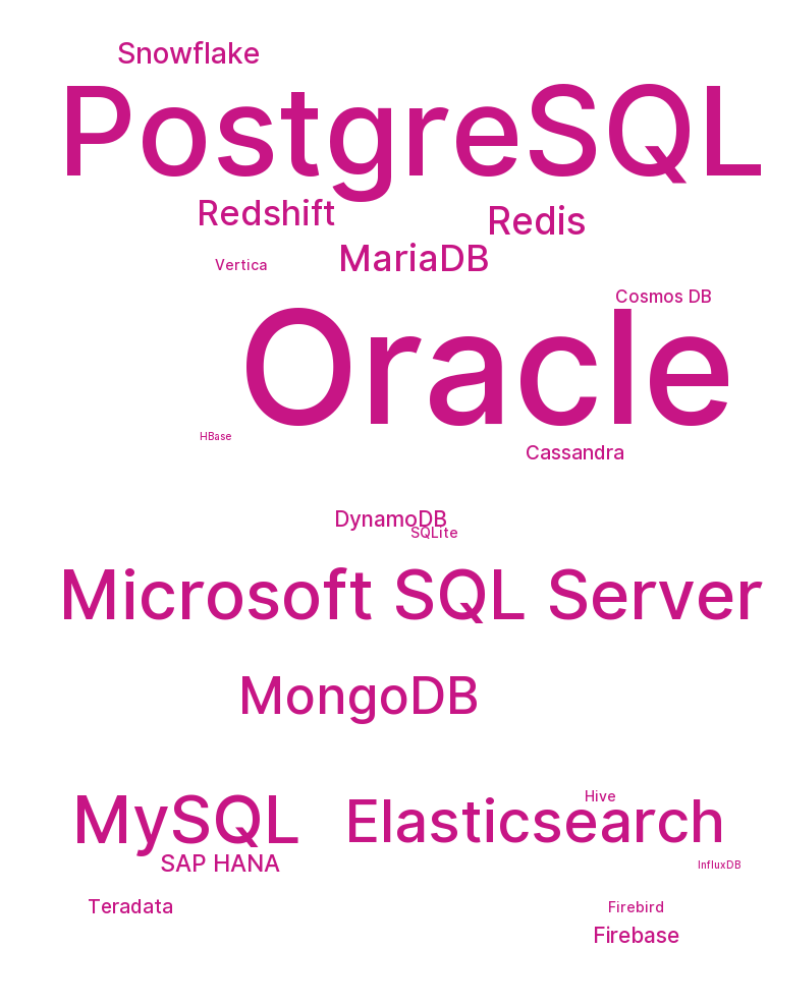 Snowflake
PostgreSQL
Redshift
Redis
MariaDB
Vertica
Cosmos DB
Oracle
HBase
Cassandra
DynamoDB
SQLite
Microsoft SQL Server
MongoDB
Hive
MySQL
Elasticsearch
SAP HANA
InfluxDB
Teradata
Firebird
Firebase